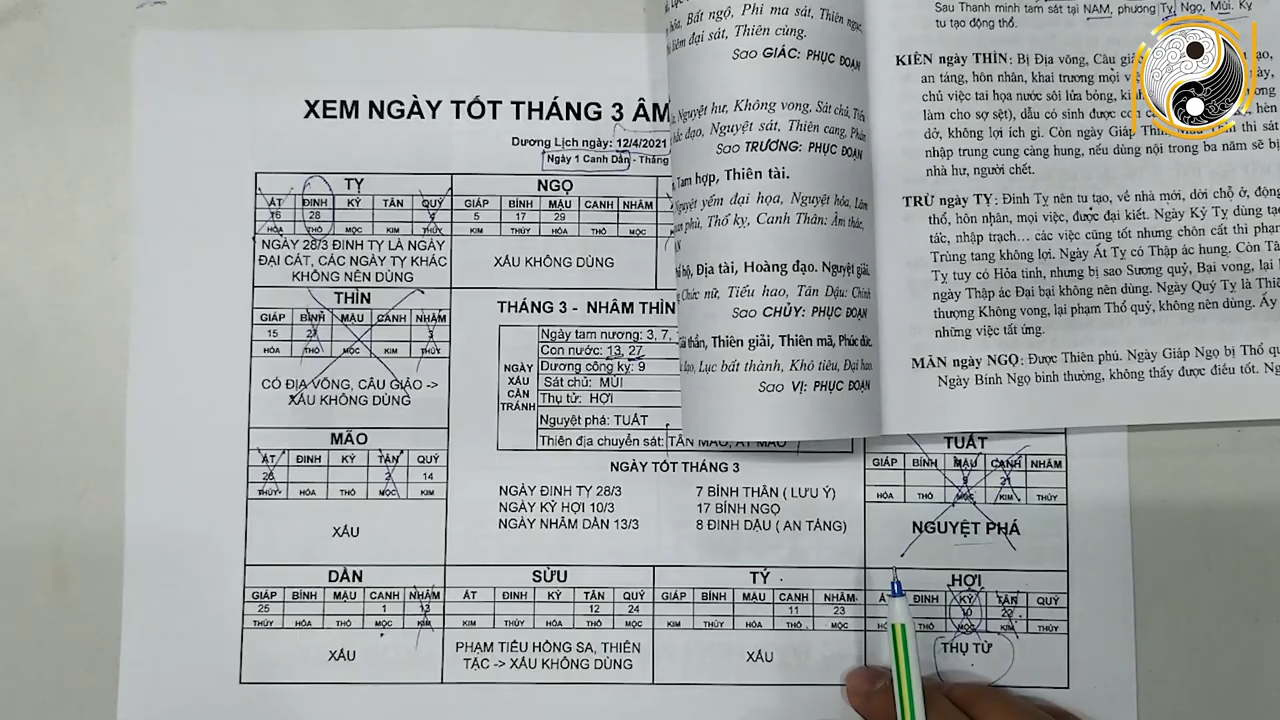 Sau Thanh minh tam sát tại NAM, phương Tỵ, Ngọ, Mùi. Kỵ
tu tạo động thổ.
hỏa, Bất ngộ, Phi ma sát, Thiên ngục,
đại sát, Thiên cùng.
Sao GIÁC: PHỤC ĐOẠN
Nguyệt hư, Không vong, Sát chủ, Tiểu
đạo, Nguyệt sát, Thiên cang,
Sao TRƯƠNG: PHỤC ĐOẠN
Tam hợp, Thiên tài.
Nguyệt yếm đại họa, Nguyệt hỏa,
phù, Thổ kỵ, Canh Thân: Âm thác,
hộ, Địa tài, Hoàng đạo. Nguyệt giải,
Chức nữ, Tiểu hao, Tân Dậu: Chính
Sao CHỦY: PHỤC ĐOẠN
thần, Thiên giải, Thiên mã, Phúc đức,
Lục bất thành, Khô tiêu, Đại hao.
Sao VỊ: PHỤC ĐOẠN
KIÊN ngày THÌN: Bị Địa võng, Câu
an táng, hôn nhân, khai trương mọi
chủ việc tai họa nước sôi lửa bỏng,
làm cho sợ sệt), dẫu có sinh được con
dở, không lợi ích gì. Còn ngày Giáp Thìn, Mậu Thìn thì sát
nhập trung cung càng hung, nếu dùng nội trong ba năm sẽ bị
nhà hư, người chết.
TRỪ ngày TỴ: Đinh Tỵ nên tu tạo, về nhà mới, dời chỗ ở, động
thổ, hôn nhân, mọi việc, được đại kiết. Ngày Kỷ Tỵ dùng tạo
tác, nhập trạch... các việc cũng tốt nhưng chôn cất thì phạm
Trùng tang không lợi. Ngày Ất Tỵ có Thập ác hung. Còn Tân
Tỵ tuy có Hỏa tinh, nhưng bị sao Sương quỷ, Bại vong, lại
ngày Thập ác Đại bại không nên dùng. Ngày Quý Tỵ là Thiên
thượng Không vong, lại phạm Thổ quỷ, không nên dùng. Ấy
những việc tất ứng.
MÃN ngày NGỌ: Được Thiên phú. Ngày Giáp Ngọ bị Thổ
Ngày Bính Ngọ bình thường, không thấy được điều tốt.
XEM NGÀY TỐT THÁNG 3 ÂM
Dương Lịch ngày: 12/4/2021
Ngày 1 Canh Dần - Tháng
TỴ
ẤT ĐINH KỶ TÂN QUÝ
16 28 4
HỎA THỔ MỘC KIM THỦY
NGÀY 28/3 ĐINH TỴ LÀ NGÀY
ĐẠI CÁT, CÁC NGÀY TỴ KHÁC
KHÔNG NÊN DÙNG
NGỌ
GIÁP BÍNH MẬU CANH NHÂM
5 17 29
KIM THỦY HỎA THỔ MỘC
XẤU KHÔNG DÙNG
THÌN
GIÁP BÍNH MẬU CANH NHÂM
15 27 3
HỎA THỔ MỘC KIM THỦY
CÓ ĐỊA VÕNG, CÂU GIẢO ->
XẤU KHÔNG DÙNG
THÁNG 3 - NHÂM THÌN
NGÀY XẤU CẦN TRÁNH
Ngày tam nương: 3, 7,
Con nước: 13, 27
Dương công kỵ: 9
Sát chủ: MÙI
Thụ tử: HỢI
Nguyệt phá: TUẤT
Thiên địa chuyển sát: TÂN MÃO, ẤT MÃO
MÃO
ẤT ĐINH KỶ TÂN QUÝ
26 2 14
THỦY HỎA THỔ MỘC KIM
XẤU
NGÀY TỐT THÁNG 3
NGÀY ĐINH TỴ 28/3
NGÀY KỶ HỢI 10/3
NGÀY NHÂM DẦN 13/3
7 BÍNH THÂN ( LƯU Ý)
17 BÍNH NGỌ
8 ĐINH DẬU ( AN TÁNG)
TUẤT
GIÁP BÍNH MẬU CANH NHÂM
9 21
HỎA THỔ MỘC KIM THỦY
NGUYỆT PHÁ
DẦN
GIÁP BÍNH MẬU CANH NHÂM
25 1 13
THỦY HỎA THỔ MỘC KIM
XẤU
SỬU
ẤT ĐINH KỶ TÂN QUÝ
12 24
KIM THỦY HỎA THỔ MỘC
PHẠM TIỂU HỒNG SA, THIÊN
TẶC -> XẤU KHÔNG DÙNG
TÝ
GIÁP BÍNH MẬU CANH NHÂM
11 23
KIM THỦY HỎA THỔ MỘC
XẤU
HỢI
ĐINH KỶ TÂN QUÝ
10 22
MỘC KIM THỦY
THỤ TỬ